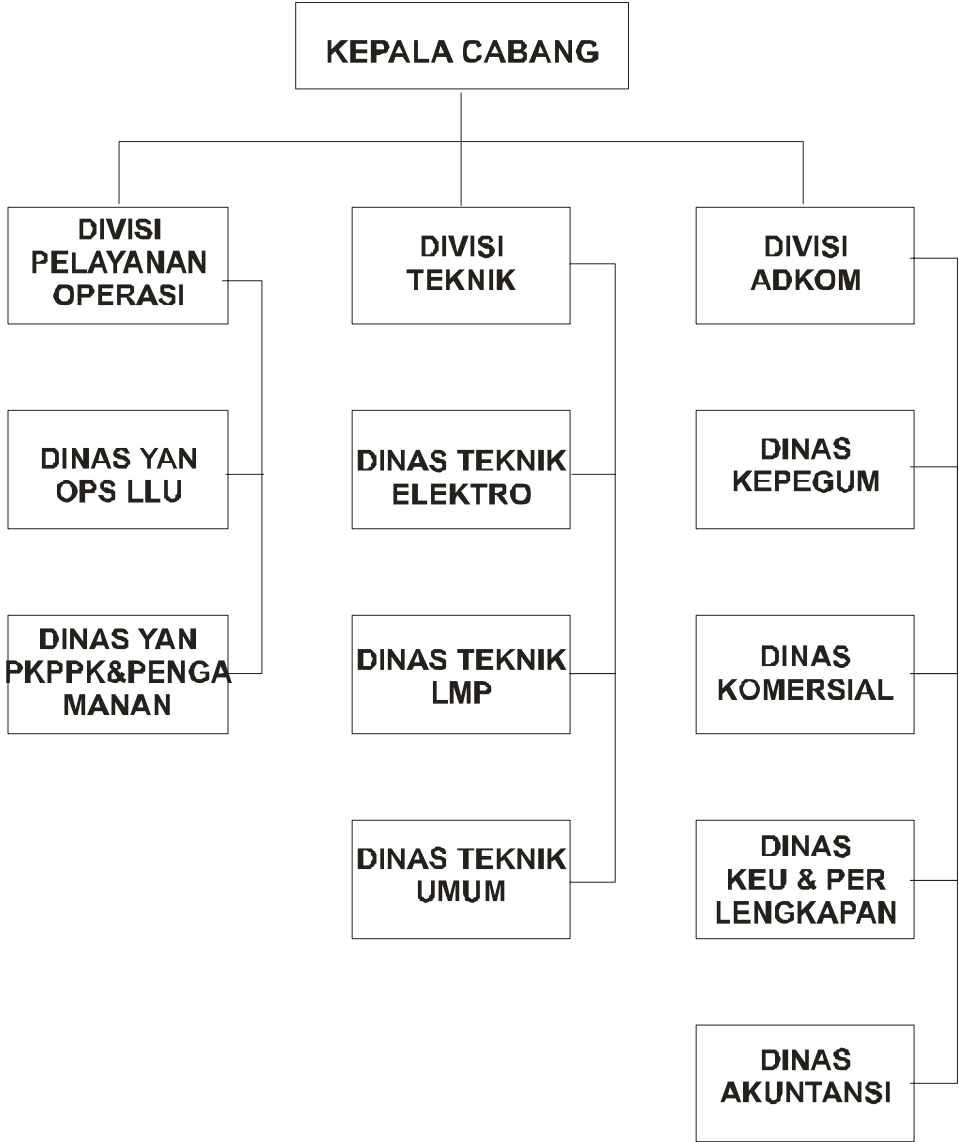 KEPALA CABANG
DIVISI
PELAYANAN
OPERASI
DIVISI
TEKNIK
DIVISI
ADKOM
DINAS YAN
OPS LLU
DINAS TEKNIK
ELEKTRO
DINAS
KEPEGUM
DINAS YAN
PKPPK&PENGA
MANAN
DINAS TEKNIK
LMP
DINAS
KOMERSIAL
DINAS TEKNIK
UMUM
DINAS
KEU & PER
LENGKAPAN
DINAS
AKUNTANSI